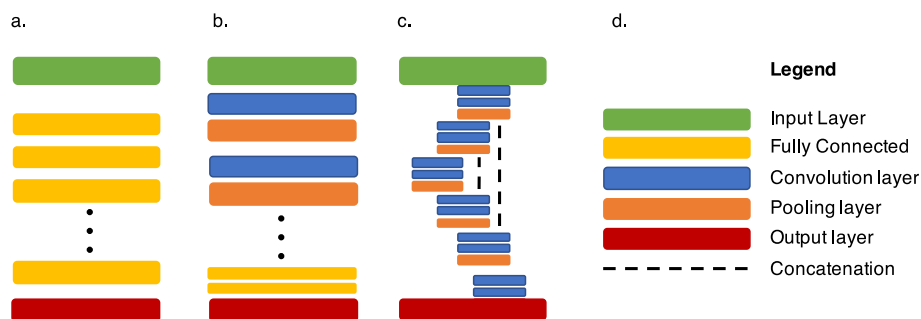 a.
b.
c.
d.
Legend
Input Layer
Fully Connected
Convolution layer
Pooling layer
Output layer
Concatenation